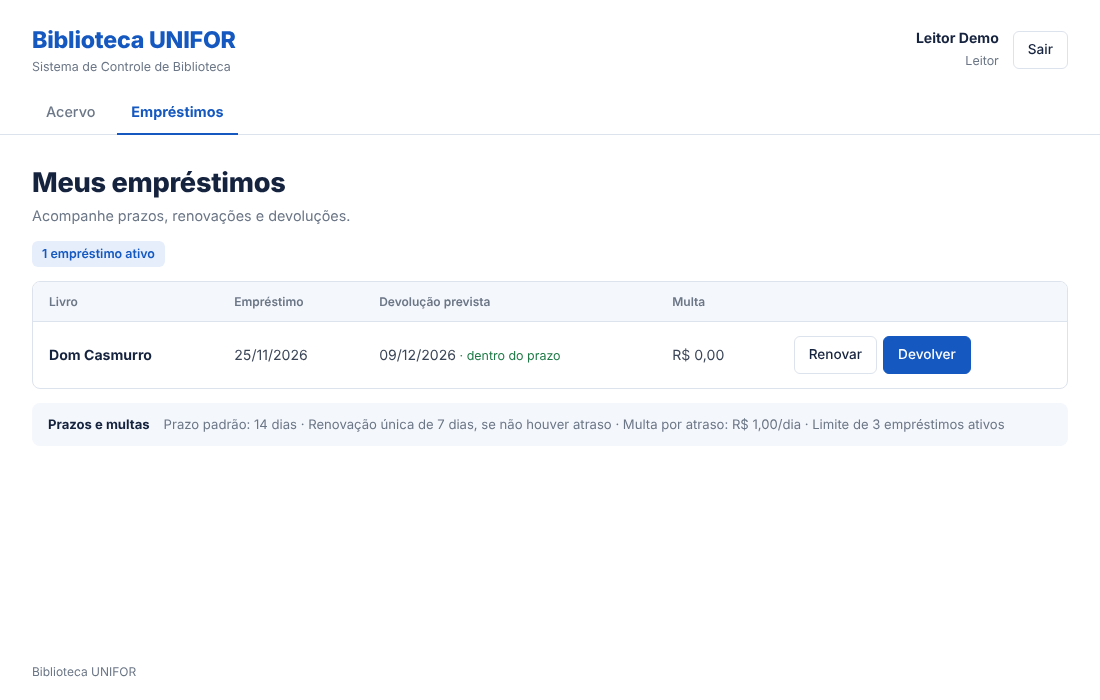 Biblioteca UNIFOR
Sistema de Controle de Biblioteca
Leitor Demo
Leitor
Sair
Acervo
Empréstimos
Meus empréstimos
Acompanhe prazos, renovações e devoluções.
1 empréstimo ativo
Livro Empréstimo Devolução prevista Multa
Dom Casmurro 25/11/2026 09/12/2026 · dentro do prazo R$ 0,00 Renovar Devolver
Prazos e multas Prazo padrão: 14 dias · Renovação única de 7 dias, se não houver atraso · Multa por atraso: R$ 1,00/dia · Limite de 3 empréstimos ativos
Biblioteca UNIFOR